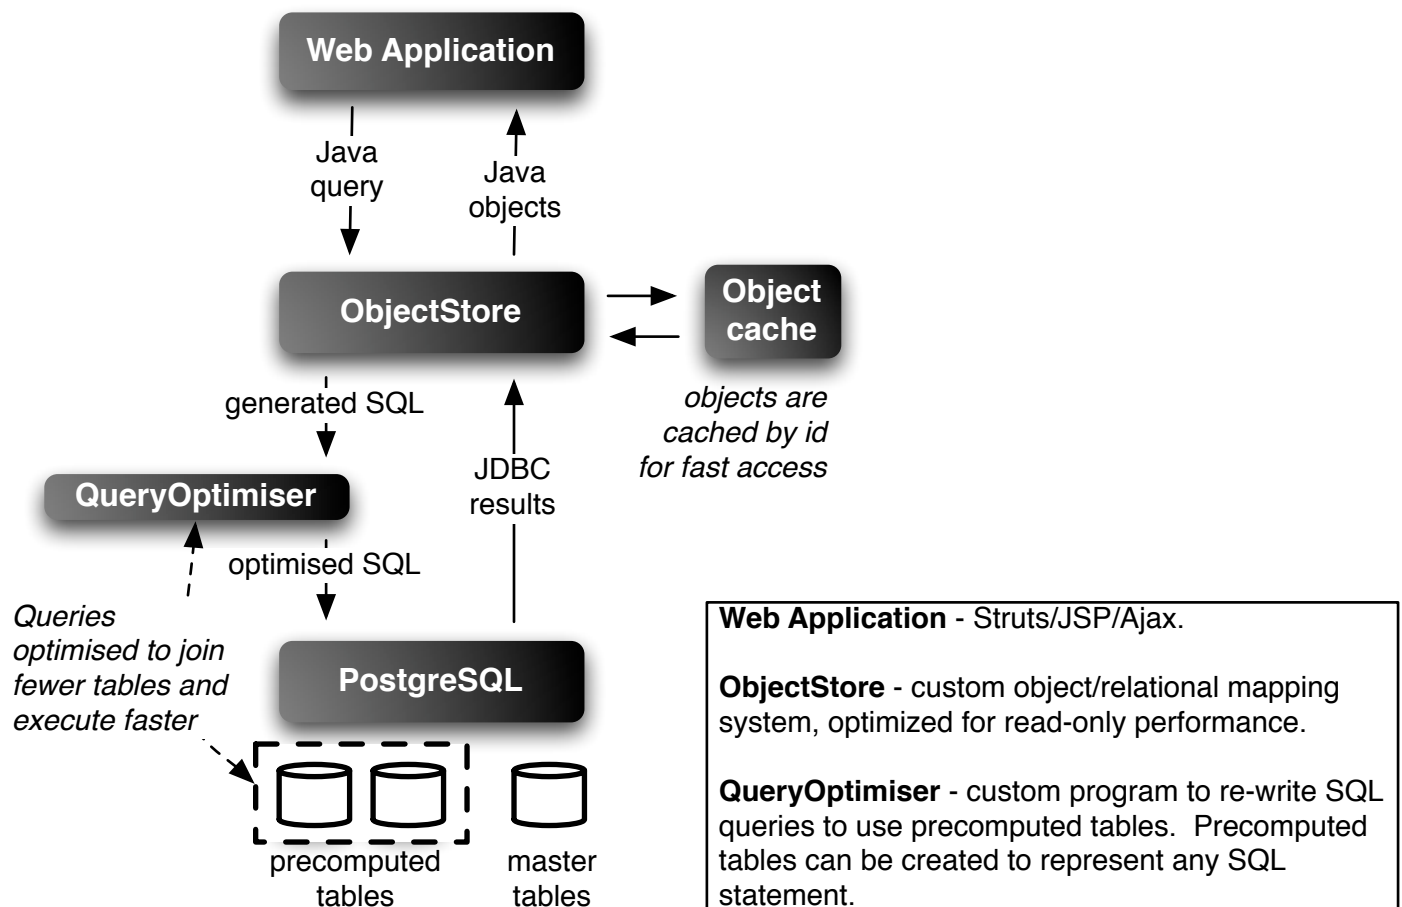 Web Application
Java
query
Java
objects
ObjectStore
Object
cache
generated SQL
objects are
cached by id
for fast access
JDBC
results
QueryOptimiser
optimised SQL
Queries
optimised to join
fewer tables and
execute faster
PostgreSQL
precomputed
tables
master
tables
Web Application - Struts/JSP/Ajax.
ObjectStore - custom object/relational mapping
system, optimized for read-only performance.
QueryOptimiser - custom program to re-write SQL
queries to use precomputed tables.  Precomputed
tables can be created to represent any SQL
statement.